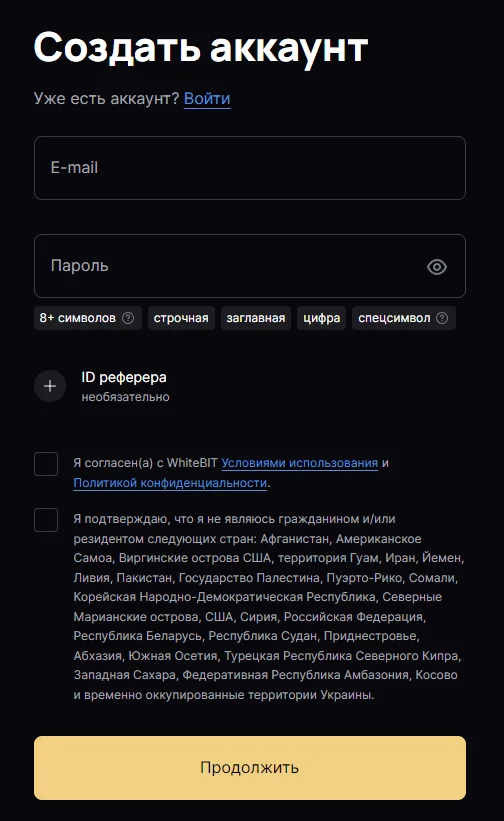 Создать аккаунт
Уже есть аккаунт? Войти
E-mail
Пароль
8+ символов строчная заглавная цифра спецсимвол
ID реферера
необязательно
Я согласен(а) с WhiteBIT Условиями использования и
Политикой конфиденциальности.
Я подтверждаю, что я не являюсь гражданином и/или
резидентом следующих стран: Афганистан, Американское
Самоа, Виргинские острова США, территория Гуам, Иран, Йемен,
Ливия, Пакистан, Государство Палестина, Пуэрто-Рико, Сомали,
Корейская Народно-Демократическая Республика, Северные
Марианские острова, США, Сирия, Российская Федерация,
Республика Беларусь, Республика Судан, Приднестровье,
Абхазия, Южная Осетия, Турецкая Республика Северного Кипра,
Западная Сахара, Федеративная Республика Амбазония, Косово
и временно оккупированные территории Украины.
Продолжить